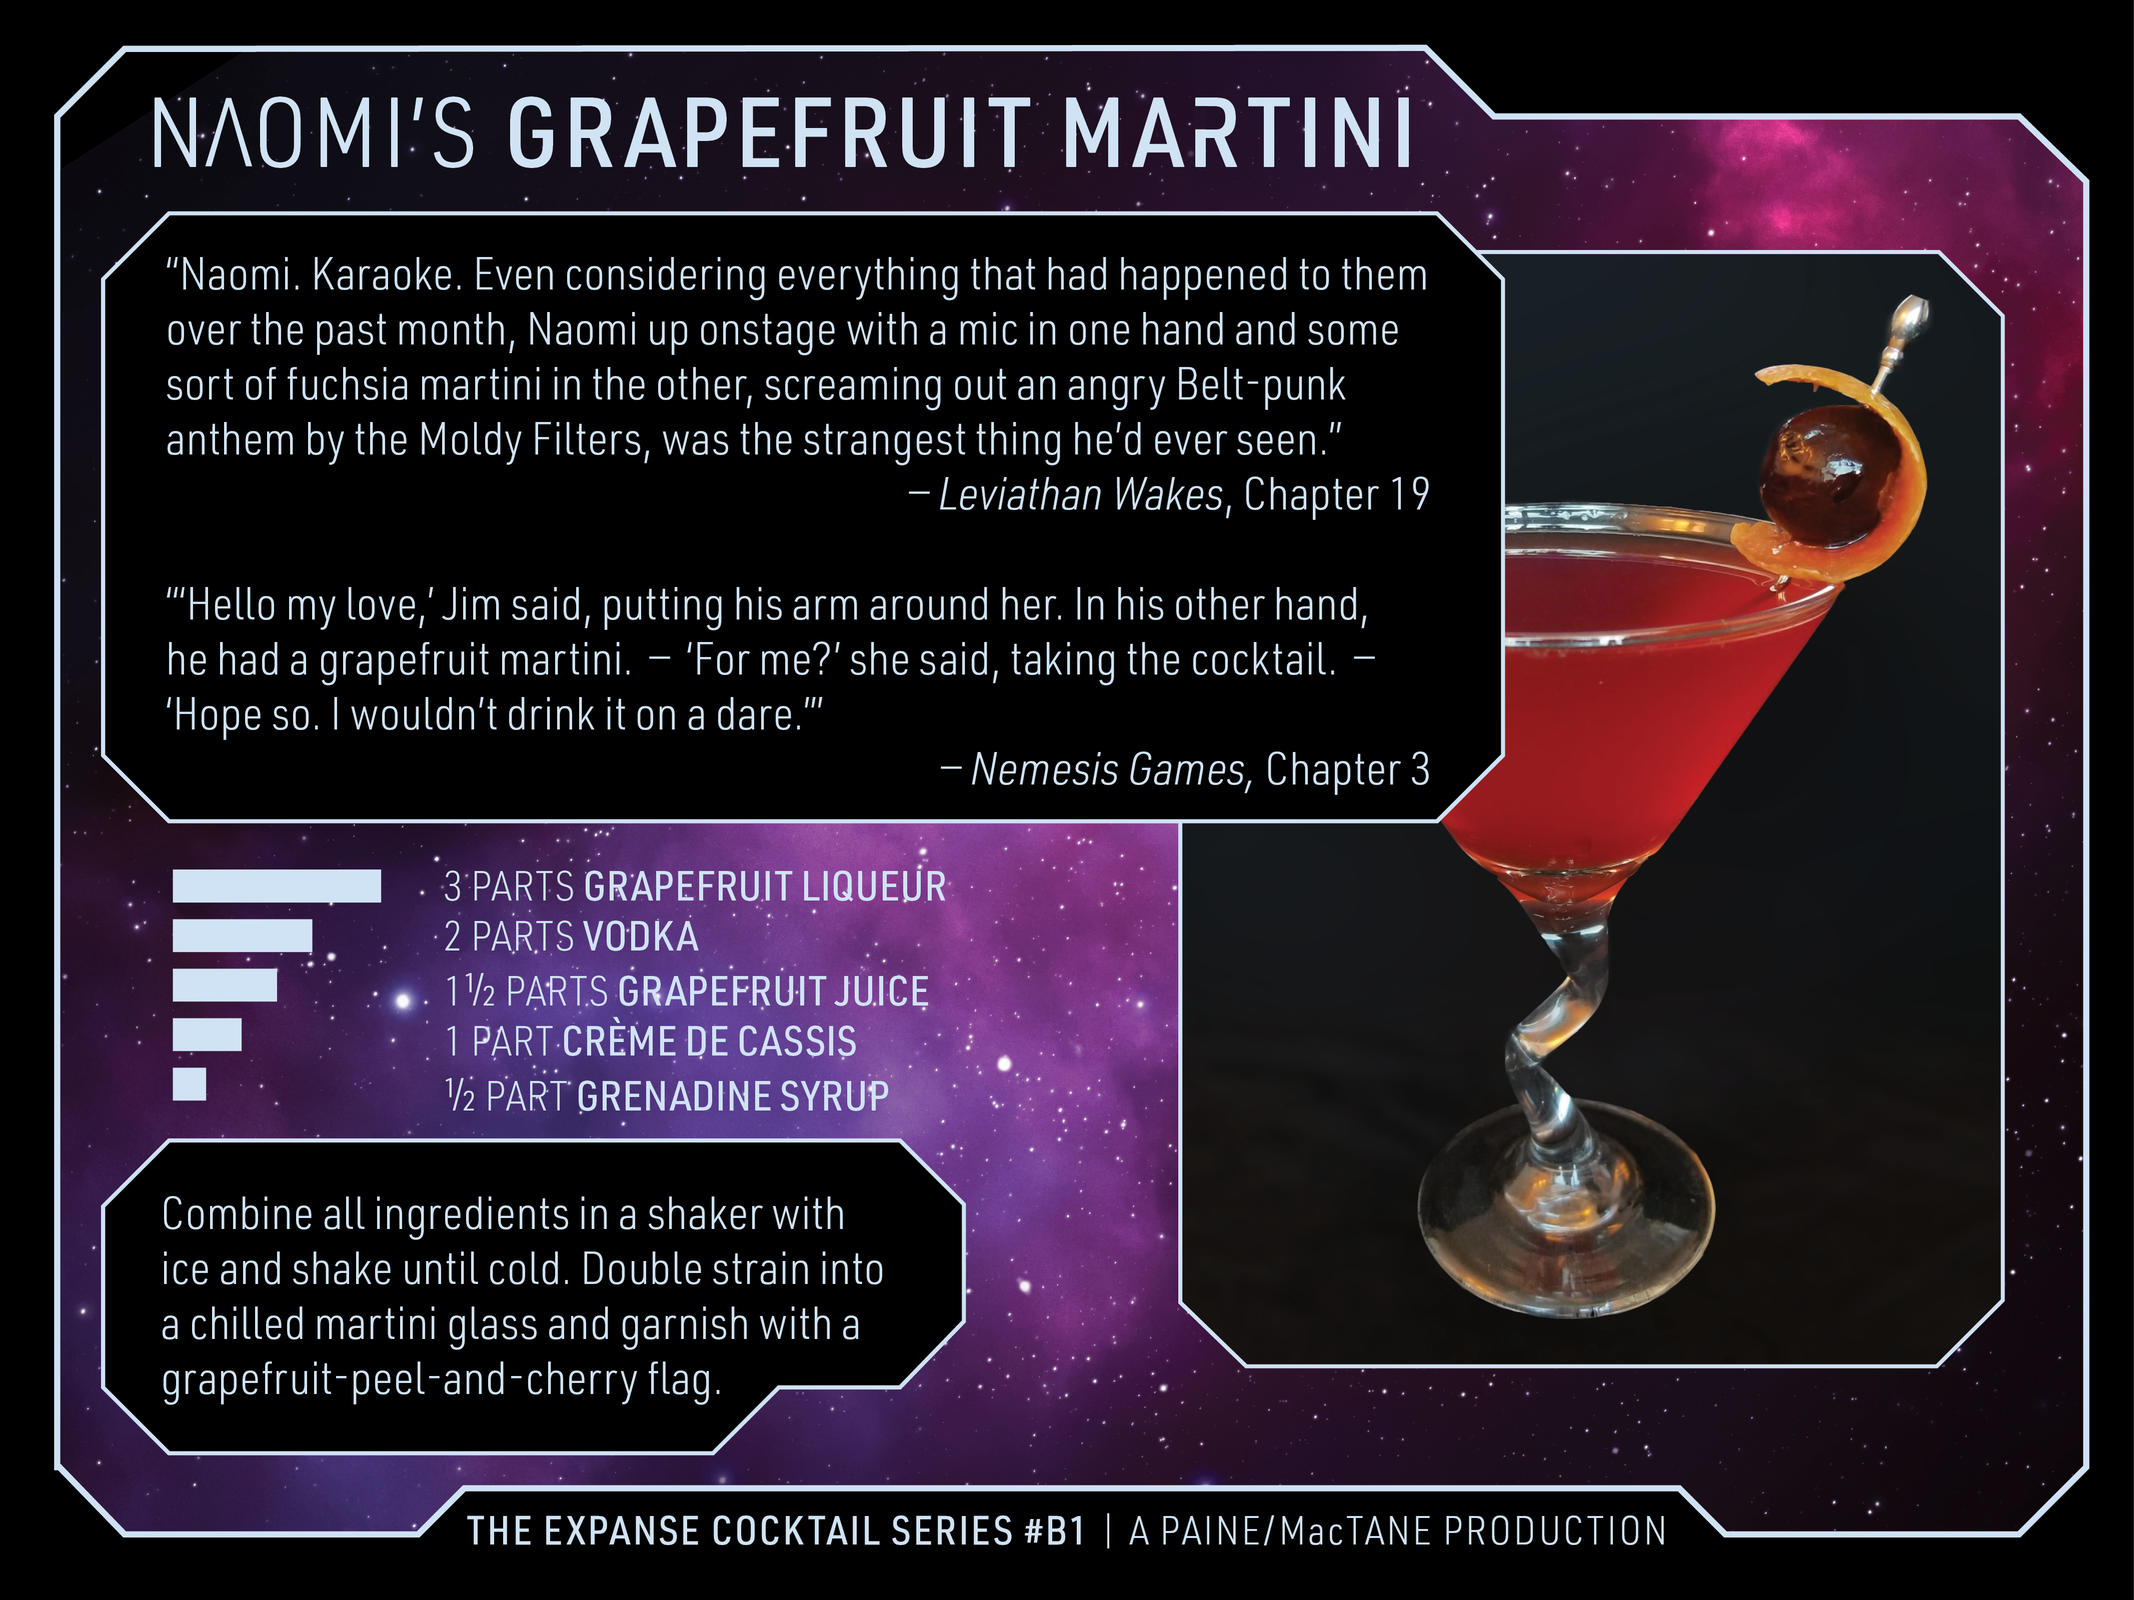 NAOMI’S GRAPEFRUIT MARTINI
“Naomi. Karaoke. Even considering everything that had happened to them
over the past month, Naomi up onstage with a mic in one hand and some
sort of fuchsia martini in the other, screaming out an angry Belt-punk
anthem by the Moldy Filters, was the strangest thing he’d ever seen.”
– Leviathan Wakes, Chapter 19
“‘Hello my love,’ Jim said, putting his arm around her. In his other hand,
he had a grapefruit martini. – ‘For me?’ she said, taking the cocktail. –
‘Hope so. I wouldn’t drink it on a dare.’”
– Nemesis Games, Chapter 3
3 PARTS GRAPEFRUIT LIQUEUR
2 PARTS VODKA
1½ PARTS GRAPEFRUIT JUICE
1 PART CRÈME DE CASSIS
½ PART GRENADINE SYRUP
Combine all ingredients in a shaker with
ice and shake until cold. Double strain into
a chilled martini glass and garnish with a
grapefruit-peel-and-cherry flag.
THE EXPANSE COCKTAIL SERIES #B1 | A PAINE/MacTANE PRODUCTION